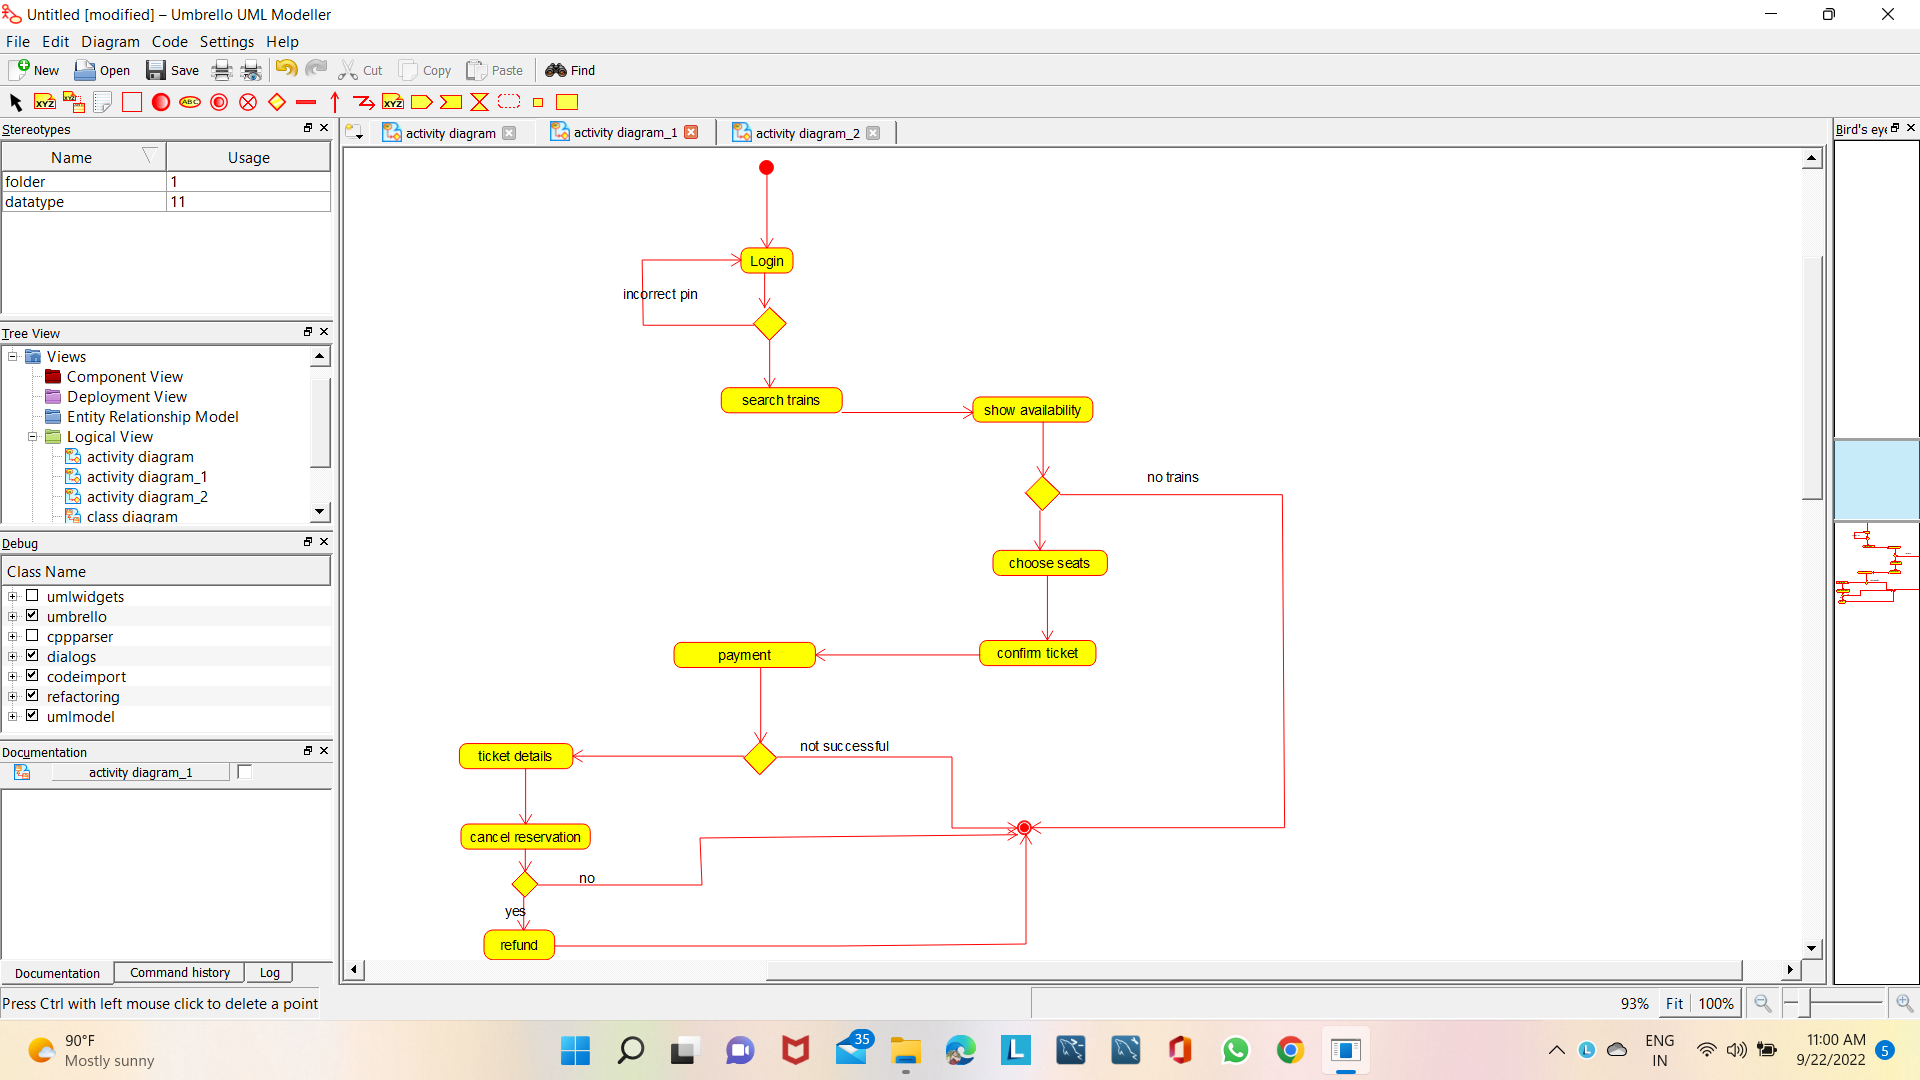 Untitled [modified] – Umbrello UML Modeller
File Edit Diagram Code Settings Help
New Open Save Cut Copy Paste Find
XYZ XYZ ABC XYZ
Stereotypes
Name Usage
folder 1
datatype 11
Tree View
Views
Component View
Deployment View
Entity Relationship Model
Logical View
activity diagram
activity diagram_1
activity diagram_2
class diagram
Debug
Class Name
umlwidgets
umbrello
cppparser
dialogs
codeimport
refactoring
umlmodel
Documentation
activity diagram_1
Documentation Command history Log
activity diagram activity diagram_1 activity diagram_2
Login
incorrect pin
search trains
show availability
no trains
choose seats
confirm ticket
payment
not successful
ticket details
cancel reservation
no
yes
refund
Bird's eye
Press Ctrl with left mouse click to delete a point
93% Fit 100%
90°F
Mostly sunny
35
L
L
ENG
IN
11:00 AM
9/22/2022
5